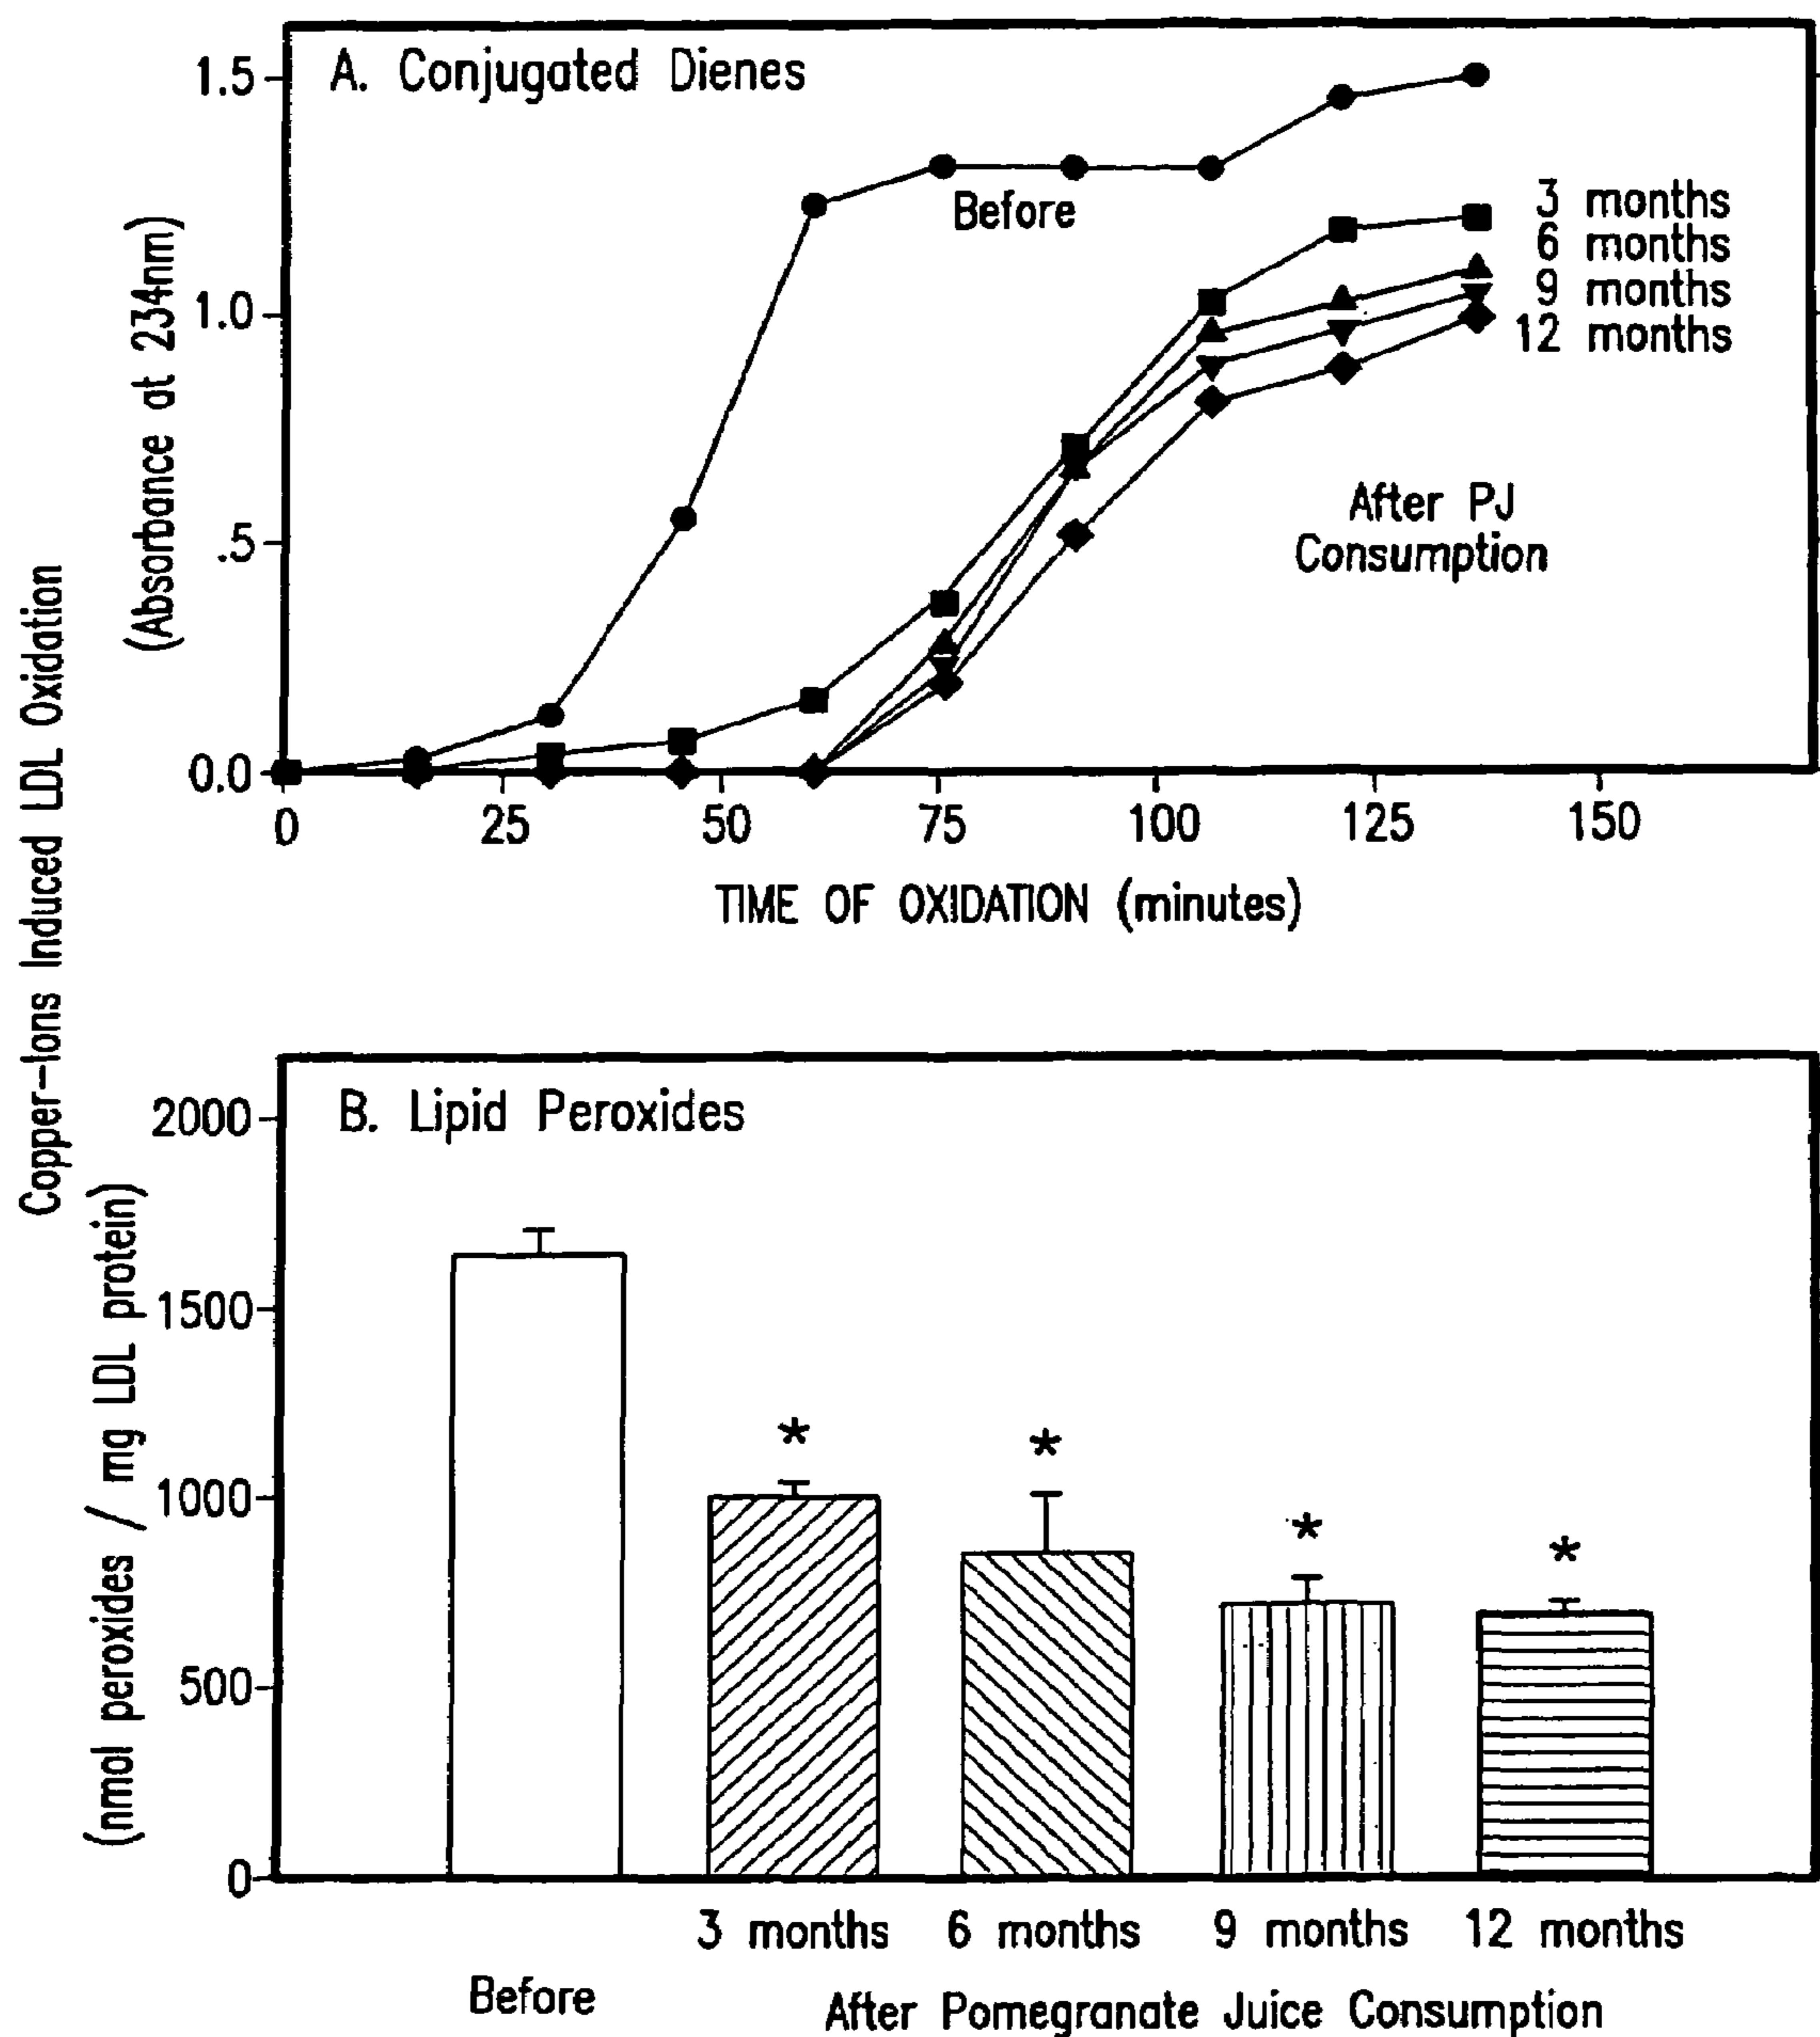 Copper-Ions Induced LDL Oxidation
A. Conjugated Dienes
(Absorbance at 234nm)
1.5
1.0
.5
0.0
Before
3 months
6 months
9 months
12 months
After PJ
Consumption
0 25 50 75 100 125 150
TIME OF OXIDATION (minutes)
B. Lipid Peroxides
(nmol peroxides / mg LDL protein)
2000
1500
1000
500
0
* * * *
3 months 6 months 9 months 12 months
Before After Pomegranate Juice Consumption